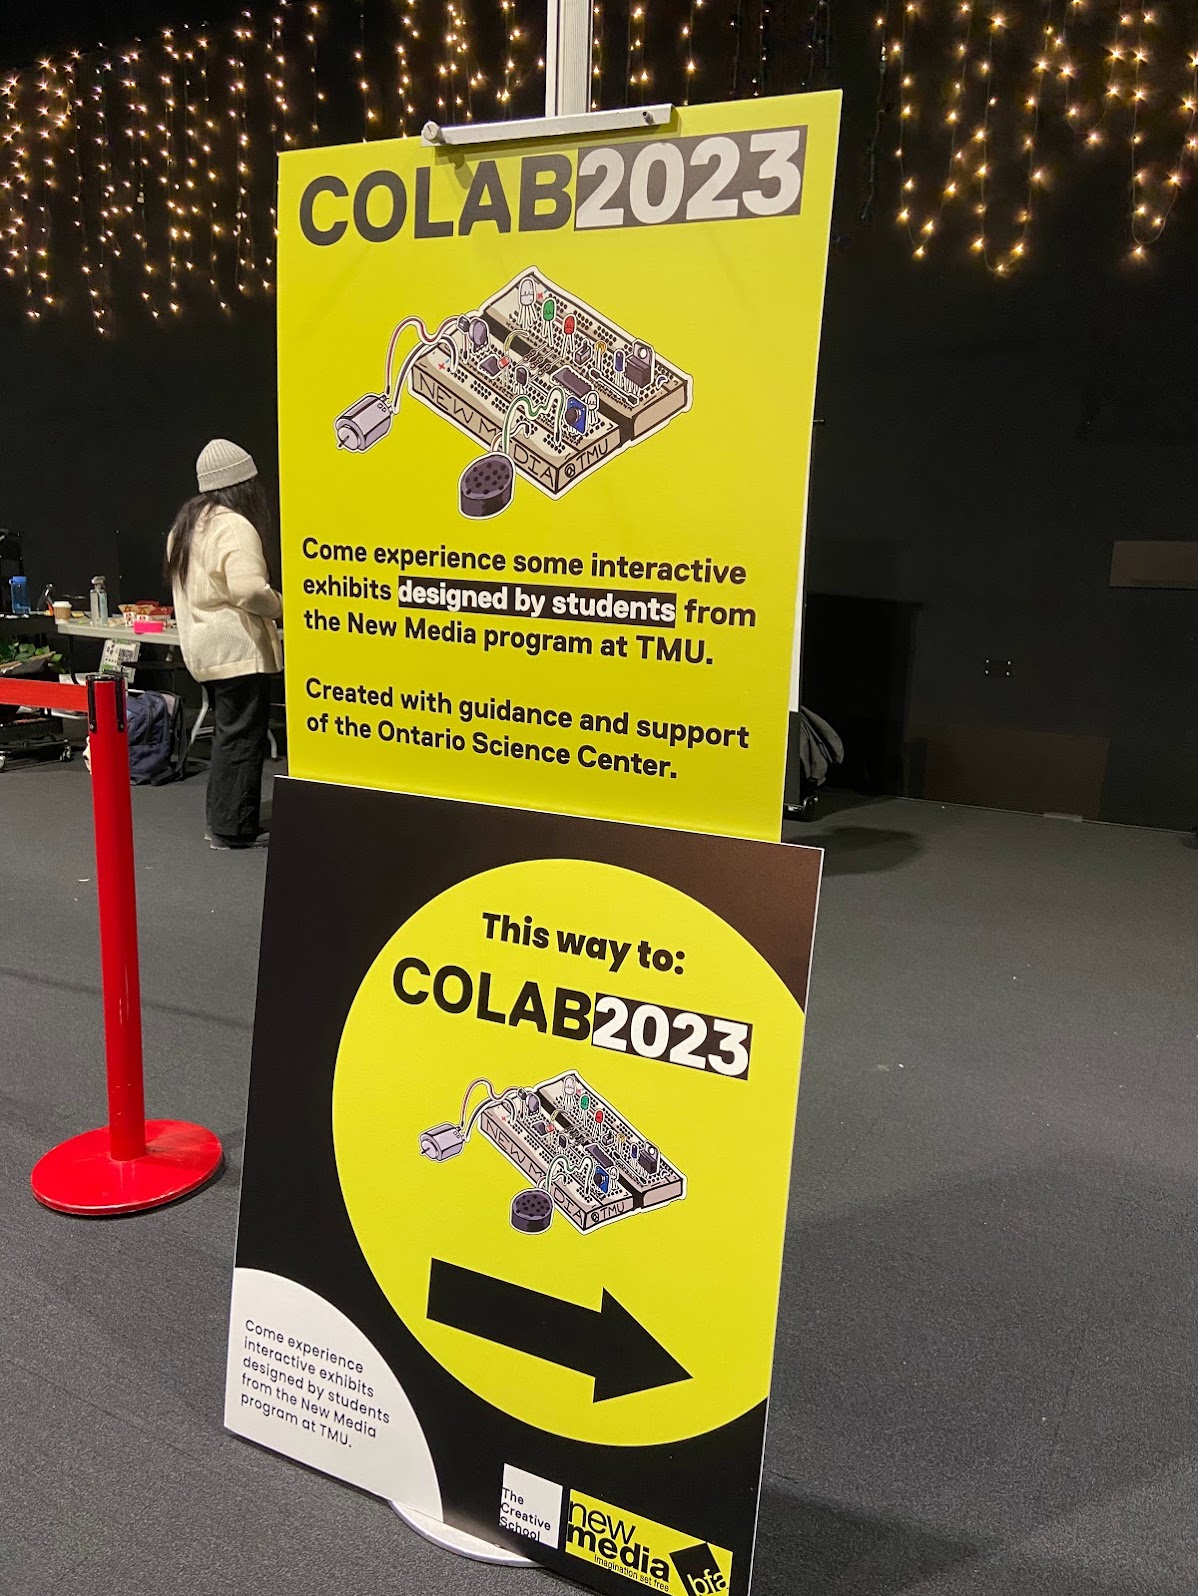 COLAB2023
NEW M DIA
@TMU
Come experience some interactive
exhibits designed by students from
the New Media program at TMU.
Created with guidance and support
of the Ontario Science Center.
This way to:
COLAB2023
NEW M DIA
@TMU
Come experience
interactive exhibits
designed by students
from the New Media
program at TMU.
The
Creative
School
new
media
imagination set free
bfa